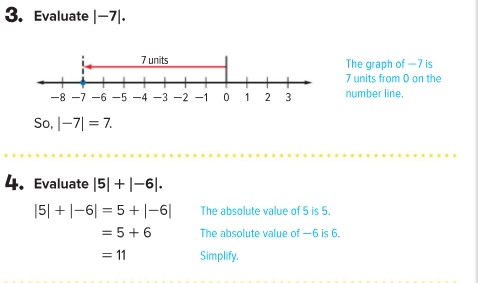 3. Evaluate |−7|.
7 units
−8 −7 −6 −5 −4 −3 −2 −1 0 1 2 3
The graph of −7 is
7 units from 0 on the
number line.
So, |−7| = 7.
4. Evaluate |5| + |−6|.
|5| + |−6| = 5 + |−6| The absolute value of 5 is 5.
= 5 + 6 The absolute value of −6 is 6.
= 11 Simplify.